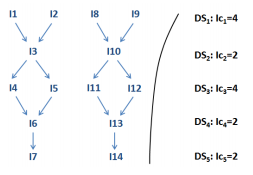 I1 I2 I8 I9 DS₁: Ic₁=4
I3 I10 DS₂: Ic₂=2
I4 I5 I11 I12 DS₃: Ic₃=4
I6 I13 DS₄: Ic₄=2
I7 I14 DS₅: Ic₅=2